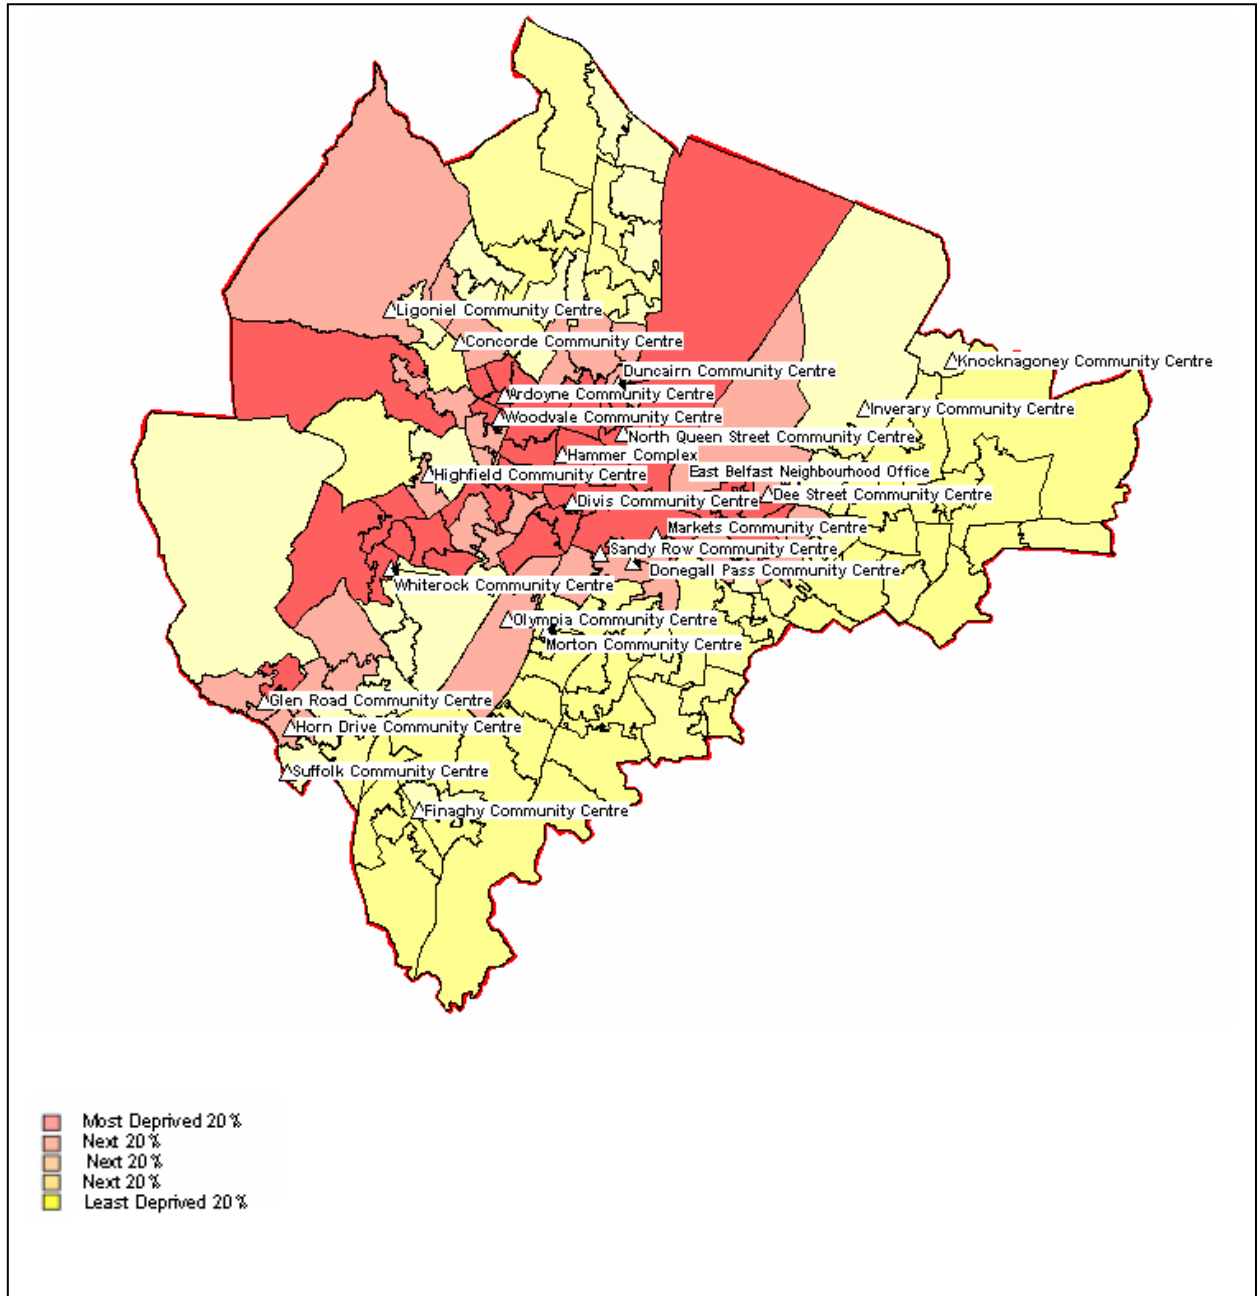 Ligoniel Community Centre
Concorde Community Centre
Knocknagoney Community Centre
Duncairn Community Centre
Ardoyne Community Centre
Inverary Community Centre
Woodvale Community Centre
North Queen Street Community Centre
Hammer Complex
East Belfast Neighbourhood Office
Highfield Community Centre
Dee Street Community Centre
Divis Community Centre
Markets Community Centre
Sandy Row Community Centre
Donegall Pass Community Centre
Whiterock Community Centre
Olympia Community Centre
Morton Community Centre
Glen Road Community Centre
Horn Drive Community Centre
Suffolk Community Centre
Finaghy Community Centre
Most Deprived 20%
Next 20%
Next 20%
Next 20%
Least Deprived 20%